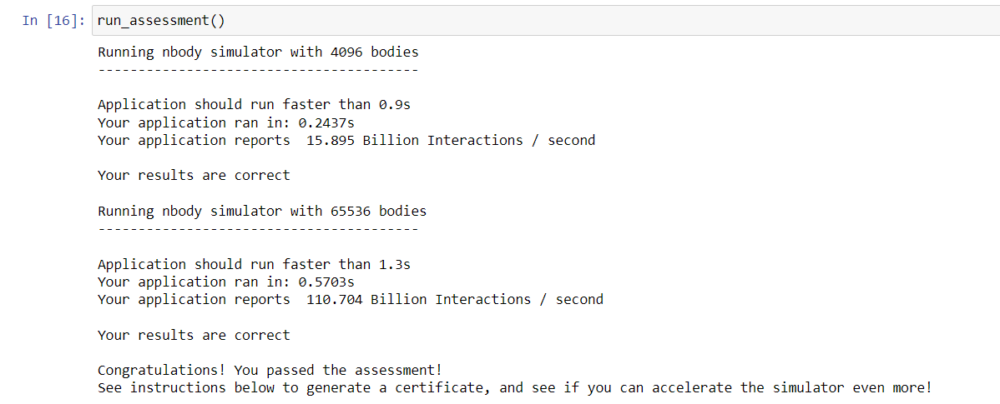 In [16]: run_assessment()
Running nbody simulator with 4096 bodies
----------------------------------------
Application should run faster than 0.9s
Your application ran in: 0.2437s
Your application reports  15.895 Billion Interactions / second
Your results are correct
Running nbody simulator with 65536 bodies
----------------------------------------
Application should run faster than 1.3s
Your application ran in: 0.5703s
Your application reports  110.704 Billion Interactions / second
Your results are correct
Congratulations! You passed the assessment!
See instructions below to generate a certificate, and see if you can accelerate the simulator even more!